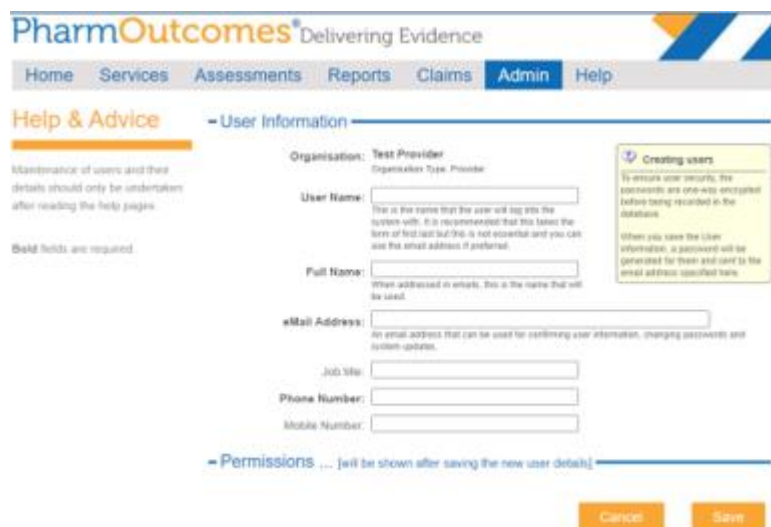 PharmOutcomes® Delivering Evidence
Home Services Assessments Reports Claims Admin Help
Help & Advice
Maintenance of users and their
details should only be undertaken
after reading the help pages.
Bold fields are required
User Information
Organisation: Test Provider
Organisation Type: Provider
User Name:
This is the name that the user will log into the
system with. It is recommended that this takes the
form of first.last but this is not essential and you can
use the email address if preferred.
Full Name:
When addressed in emails, this is the name that will
be used.
eMail Address:
An email address that can be used for confirming user information, changing passwords and
system updates.
Job title:
Phone Number:
Mobile Number:
Creating users
To ensure user security, the
passwords are one-way encrypted
before being recorded in the
database.
When you save the User
information, a password will be
generated for them and sent to the
email address specified here.
Permissions ... [will be shown after saving the new user details]
Cancel Save